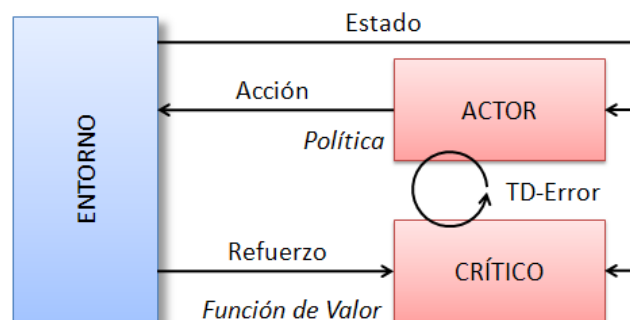 Estado
Acción
ACTOR
Política
ENTORNO
TD-Error
Refuerzo
CRÍTICO
Función de Valor